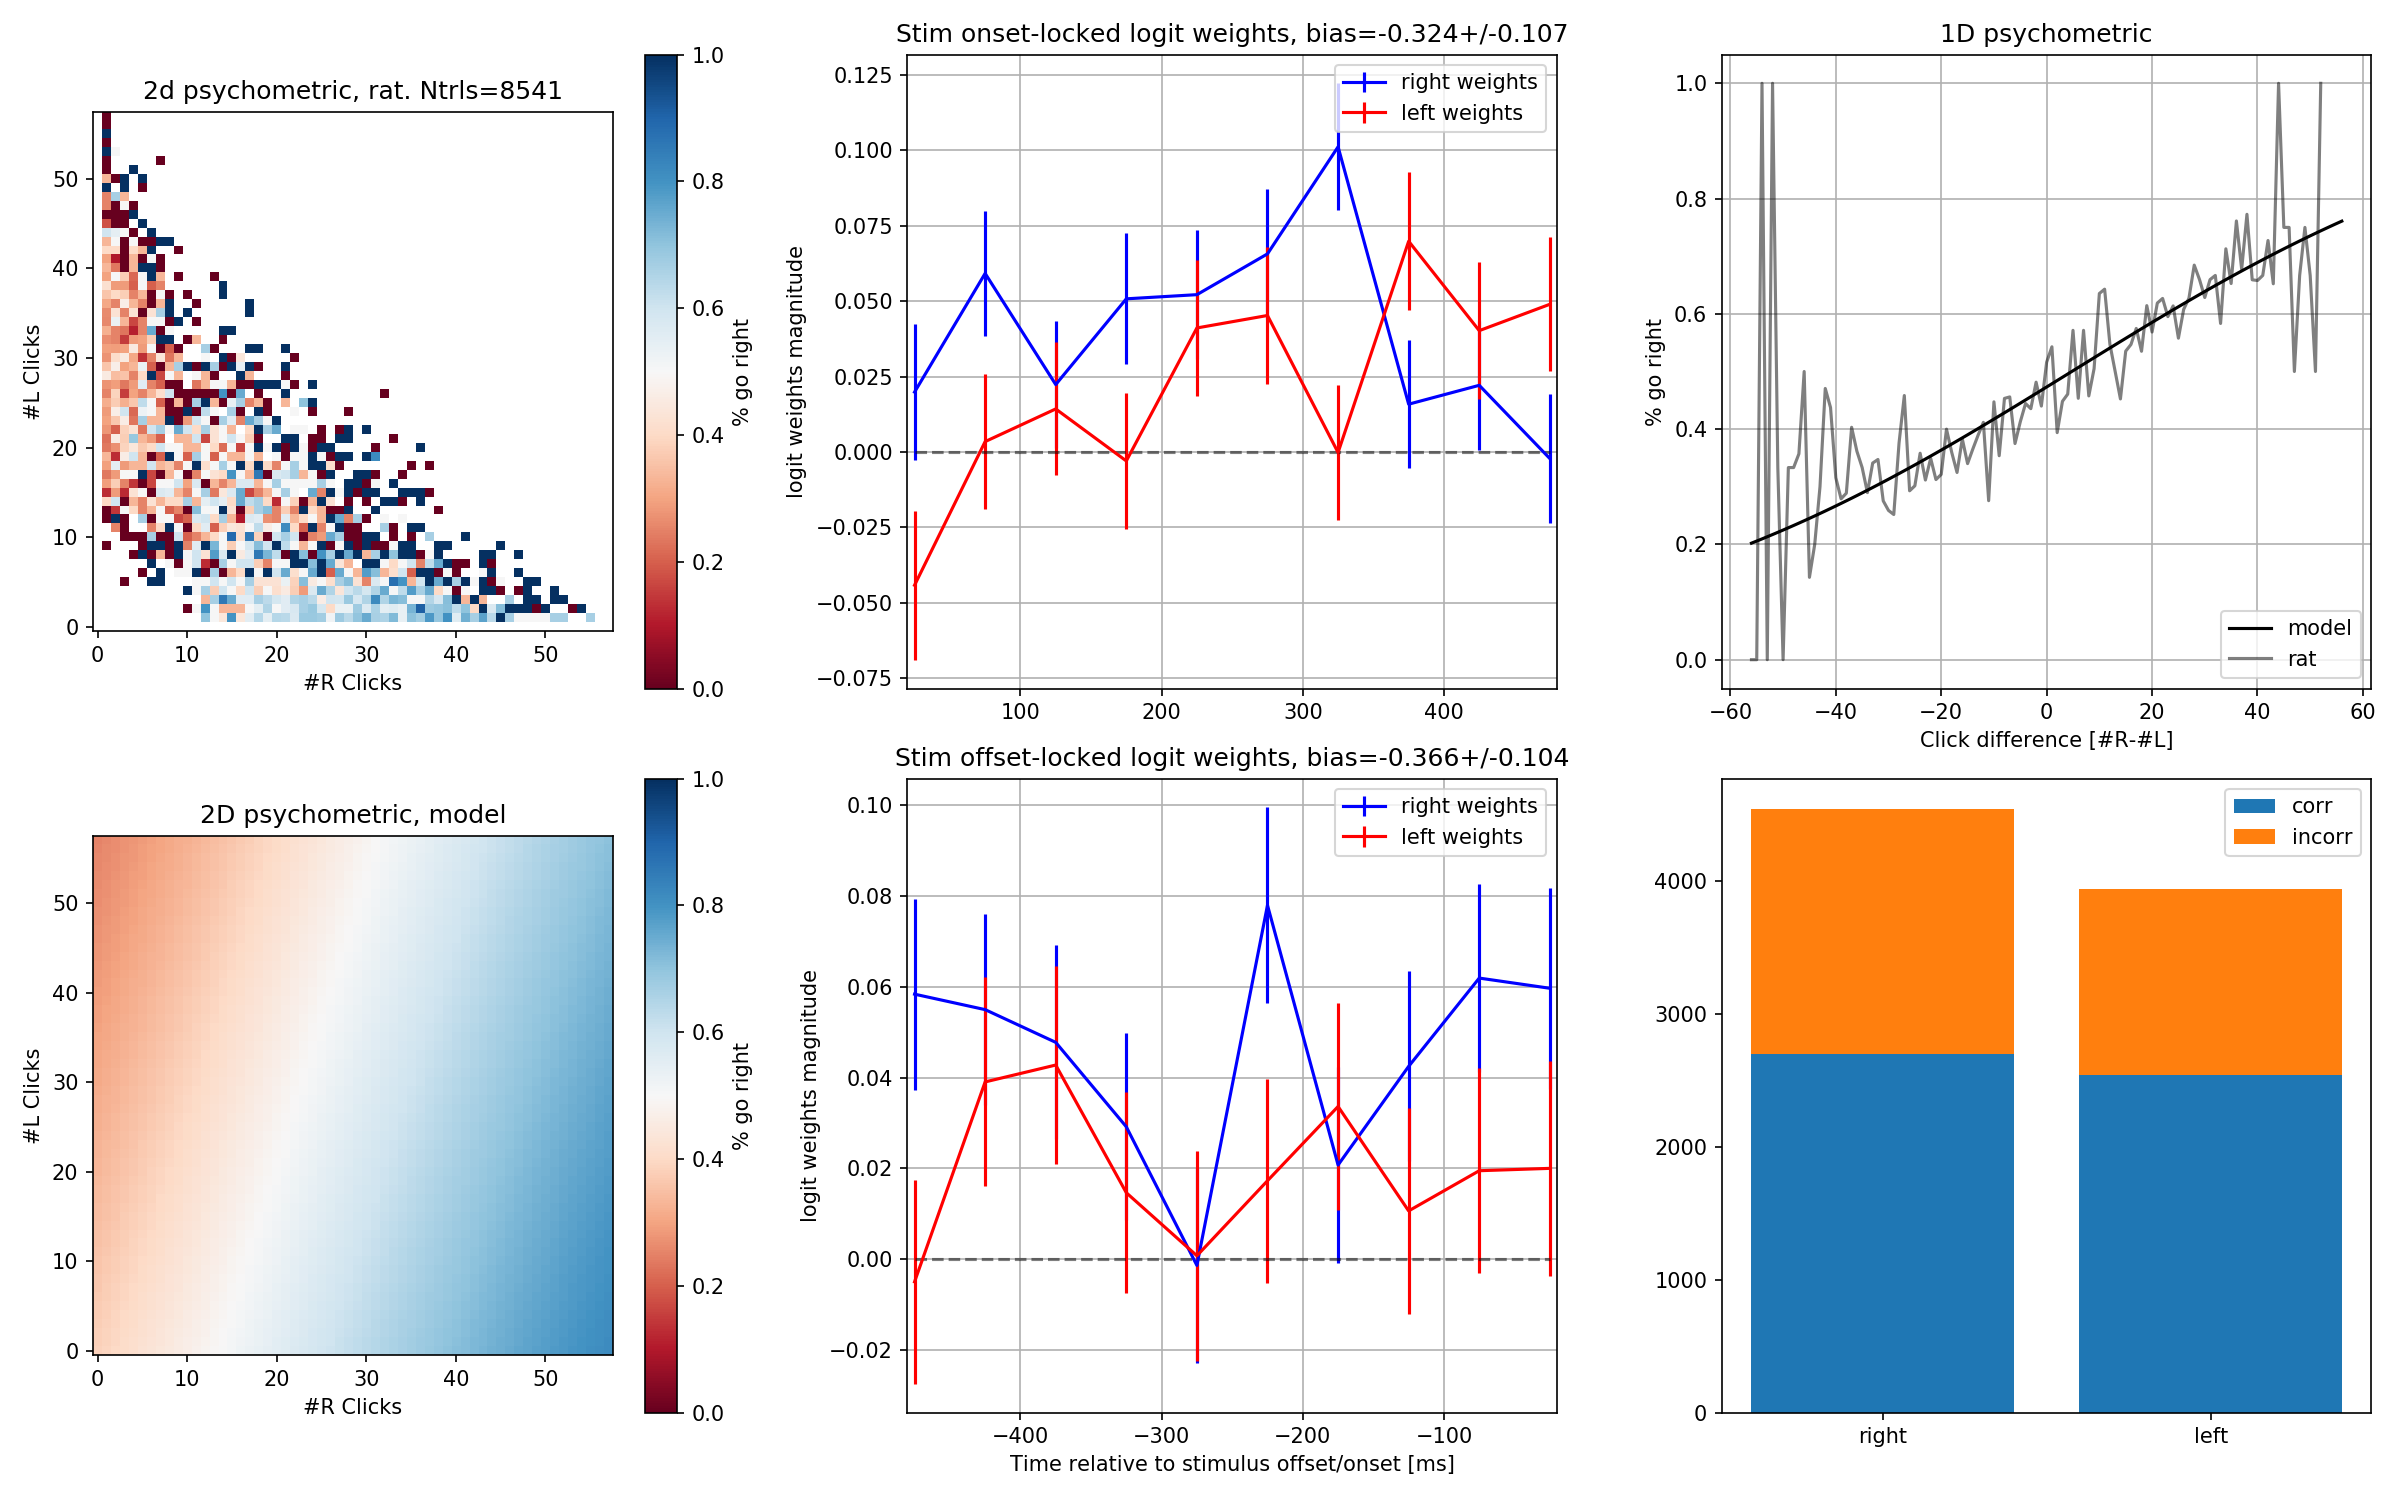 2d psychometric, rat. Ntrls=8541
#L Clicks
50
40
30
20
10
0
0 10 20 30 40 50
#R Clicks
1.0
0.8
0.6
0.4
0.2
0.0
% go right
Stim onset-locked logit weights, bias=-0.324+/-0.107
logit weights magnitude
0.125
0.100
0.075
0.050
0.025
0.000
−0.025
−0.050
−0.075
100 200 300 400
right weights
left weights
1D psychometric
% go right
1.0
0.8
0.6
0.4
0.2
0.0
−60 −40 −20 0 20 40 60
Click difference [#R-#L]
model
rat
2D psychometric, model
#L Clicks
50
40
30
20
10
0
0 10 20 30 40 50
#R Clicks
1.0
0.8
0.6
0.4
0.2
0.0
% go right
Stim offset-locked logit weights, bias=-0.366+/-0.104
logit weights magnitude
0.10
0.08
0.06
0.04
0.02
0.00
−0.02
−400 −300 −200 −100
Time relative to stimulus offset/onset [ms]
right weights
left weights
4000
3000
2000
1000
0
right left
corr
incorr